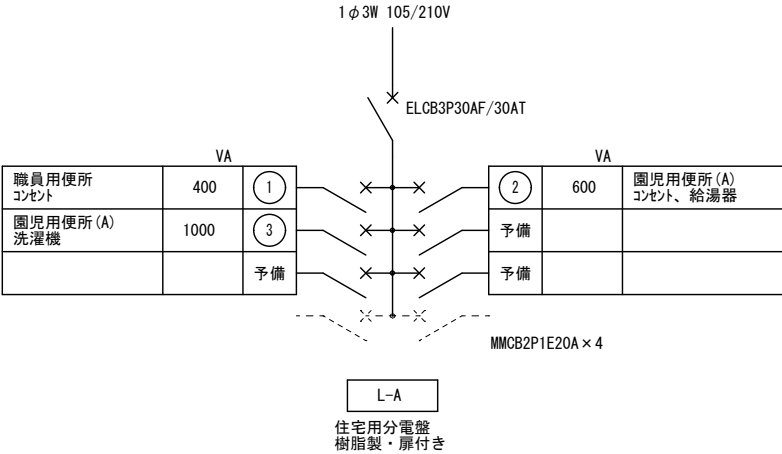 1φ3W 105/210V
ELCB3P30AF/30AT
VA
職員用便所
コンセント
400
1
園児用便所(A)
洗濯機
1000
3
予備
VA
2
600
園児用便所(A)
コンセント、給湯器
予備
予備
MMCB2P1E20A×4
L-A
住宅用分電盤
樹脂製・扉付き